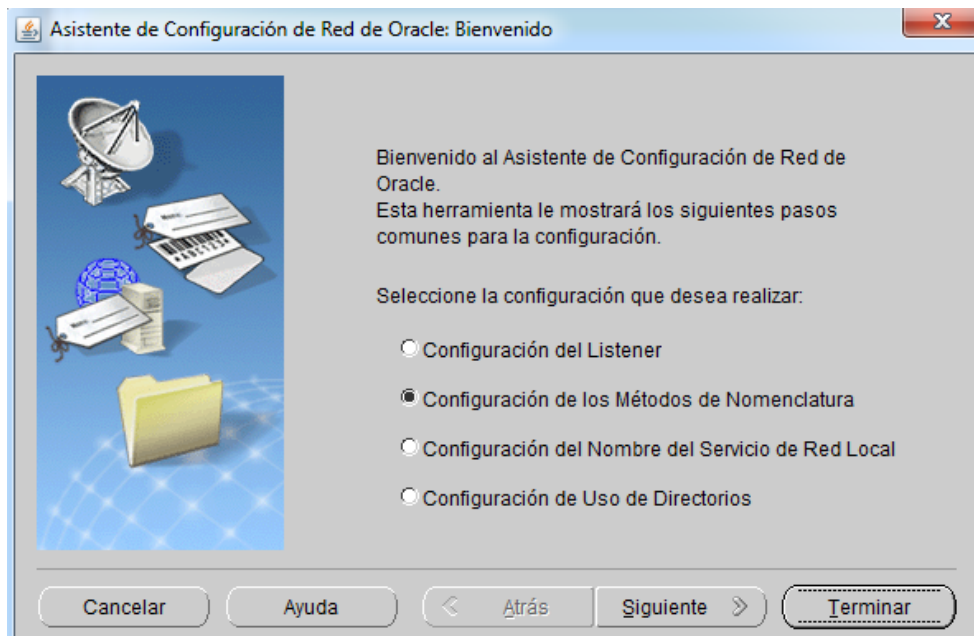 Asistente de Configuración de Red de Oracle: Bienvenido
Bienvenido al Asistente de Configuración de Red de
Oracle.
Esta herramienta le mostrará los siguientes pasos
comunes para la configuración.
Seleccione la configuración que desea realizar:
Configuración del Listener
Configuración de los Métodos de Nomenclatura
Configuración del Nombre del Servicio de Red Local
Configuración de Uso de Directorios
Cancelar Ayuda Atrás Siguiente Terminar